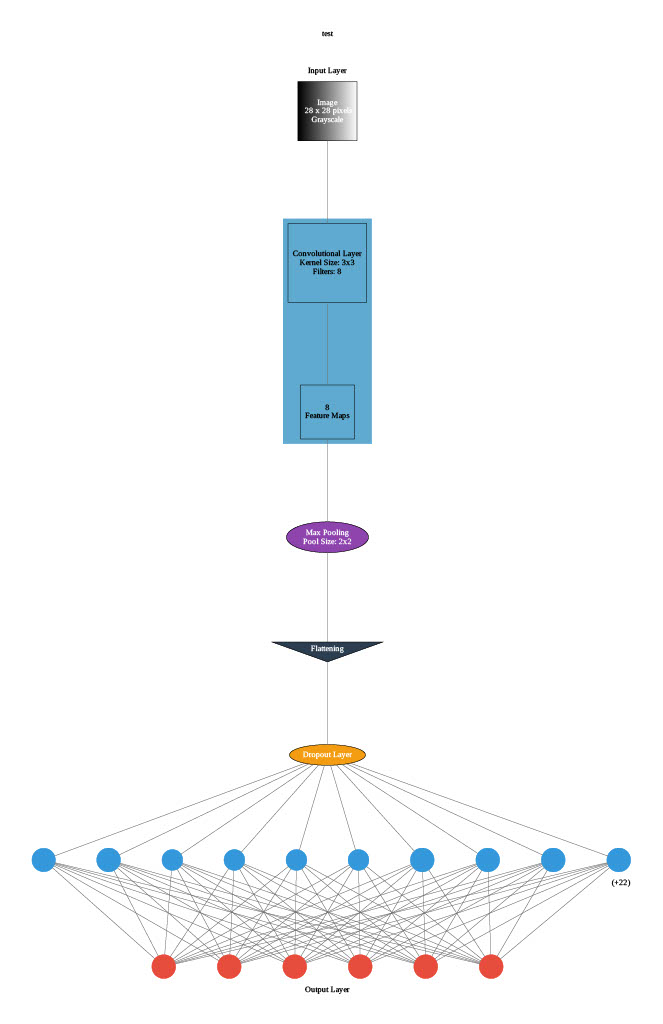 test
Input Layer
Image
28 x 28 pixels
Grayscale
Convolutional Layer
Kernel Size: 3x3
Filters: 8
8
Feature Maps
Max Pooling
Pool Size: 2x2
Flattening
Dropout Layer
(+22)
Output Layer